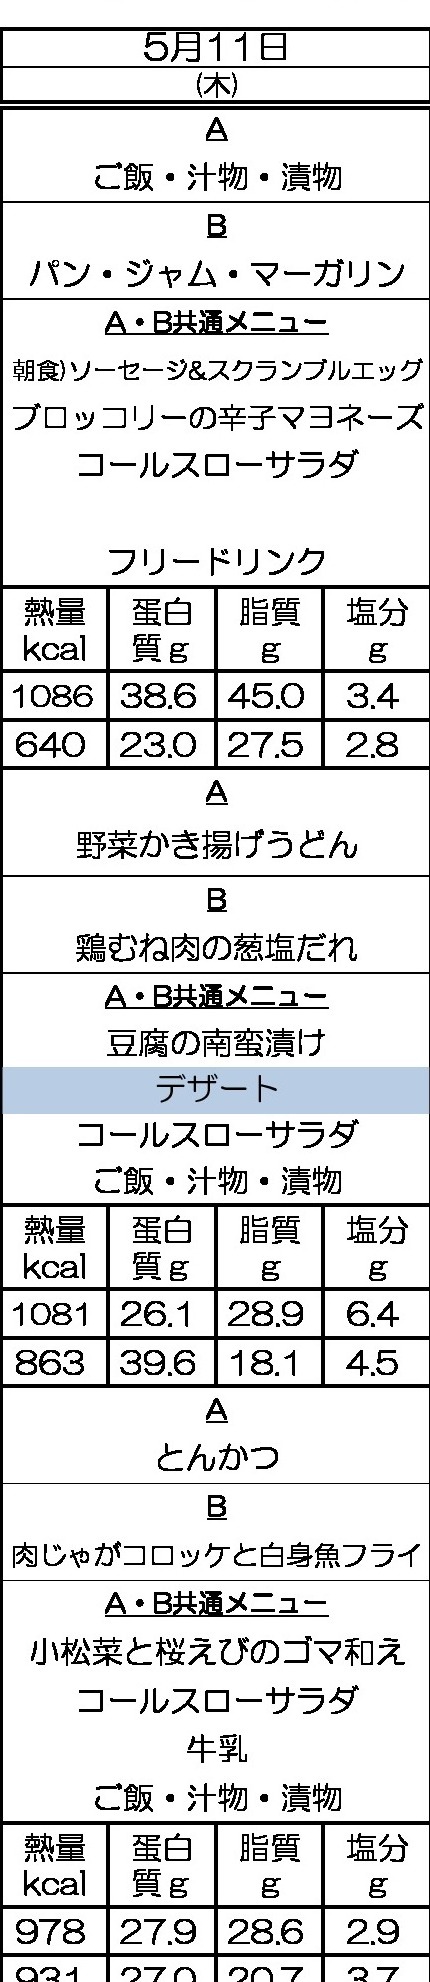 5月11日
(木)
A
ご飯・汁物・漬物
B
パン・ジャム・マーガリン
A・B共通メニュー
朝食)ソーセージ&スクランブルエッグ
ブロッコリーの辛子マヨネーズ
コールスローサラダ
フリードリンク
熱量 蛋白 脂質 塩分
kcal 質g g g
1086 38.6 45.0 3.4
640 23.0 27.5 2.8
A
野菜かき揚げうどん
B
鶏むね肉の葱塩だれ
A・B共通メニュー
豆腐の南蛮漬け
デザート
コールスローサラダ
ご飯・汁物・漬物
熱量 蛋白 脂質 塩分
kcal 質g g g
1081 26.1 28.9 6.4
863 39.6 18.1 4.5
A
とんかつ
B
肉じゃがコロッケと白身魚フライ
A・B共通メニュー
小松菜と桜えびのゴマ和え
コールスローサラダ
牛乳
ご飯・汁物・漬物
熱量 蛋白 脂質 塩分
kcal 質g g g
978 27.9 28.6 2.9
931 27.0 20.7 3.7